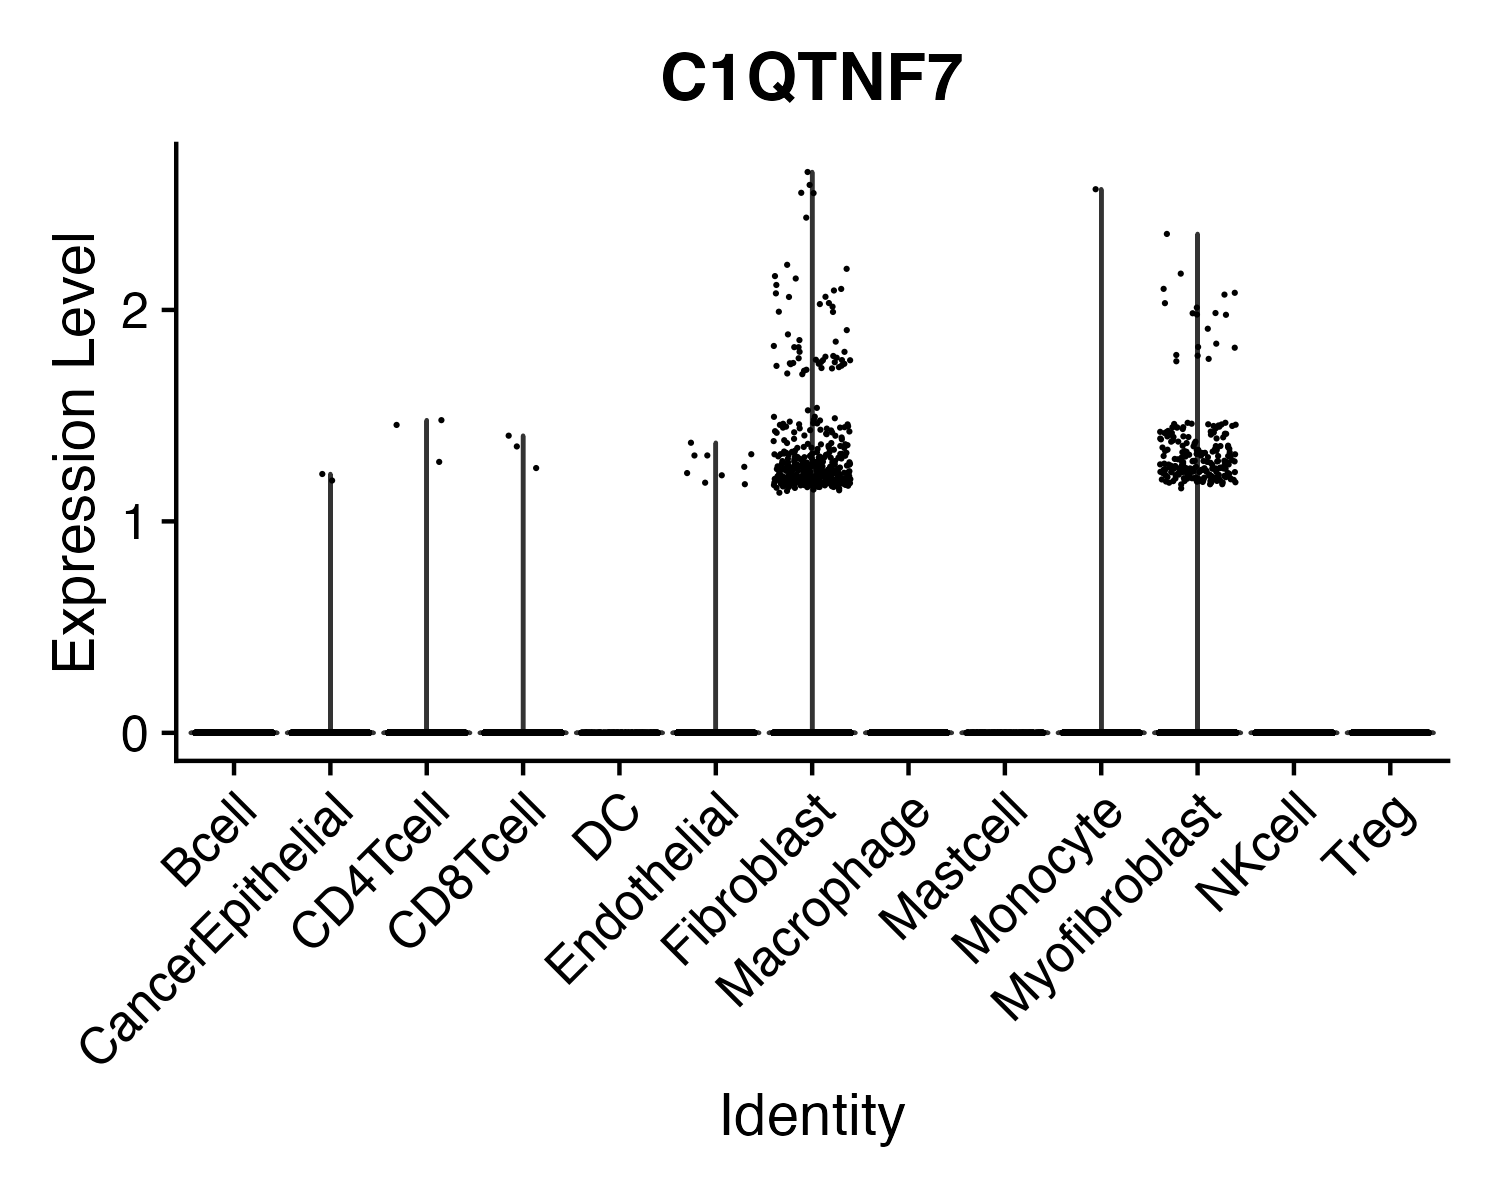 C1QTNF7
Expression Level
2
1
0
Bcell
CancerEpithelial
CD4Tcell
CD8Tcell
DC
Endothelial
Fibroblast
Macrophage
Mastcell
Monocyte
Myofibroblast
NKcell
Treg
Identity